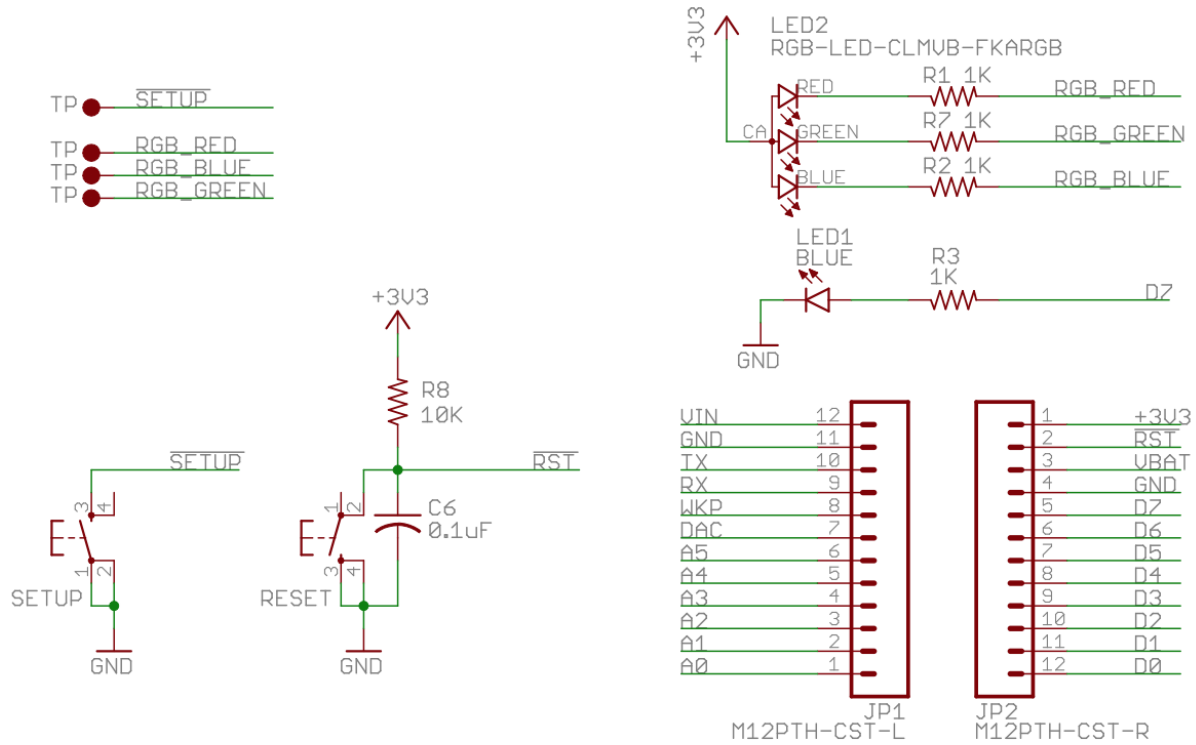 TP SETUP
TP RGB_RED
TP RGB_BLUE
TP RGB_GREEN
+3V3
LED2
RGB-LED-CLMVB-FKARGB
RED R1 1K RGB_RED
CA GREEN R7 1K RGB_GREEN
BLUE R2 1K RGB_BLUE
LED1
BLUE
R3
1K
D7
GND
+3V3
R8
10K
SETUP
RST
3 4
1 2
SETUP
GND
1 2
3 4
RESET
C6
0.1uF
GND
VIN 12
GND 11
TX 10
RX 9
WKP 8
DAC 7
A5 6
A4 5
A3 4
A2 3
A1 2
A0 1
JP1
M12PTH-CST-L
1 +3V3
2 RST
3 VBAT
4 GND
5 D7
6 D6
7 D5
8 D4
9 D3
10 D2
11 D1
12 D0
JP2
M12PTH-CST-R